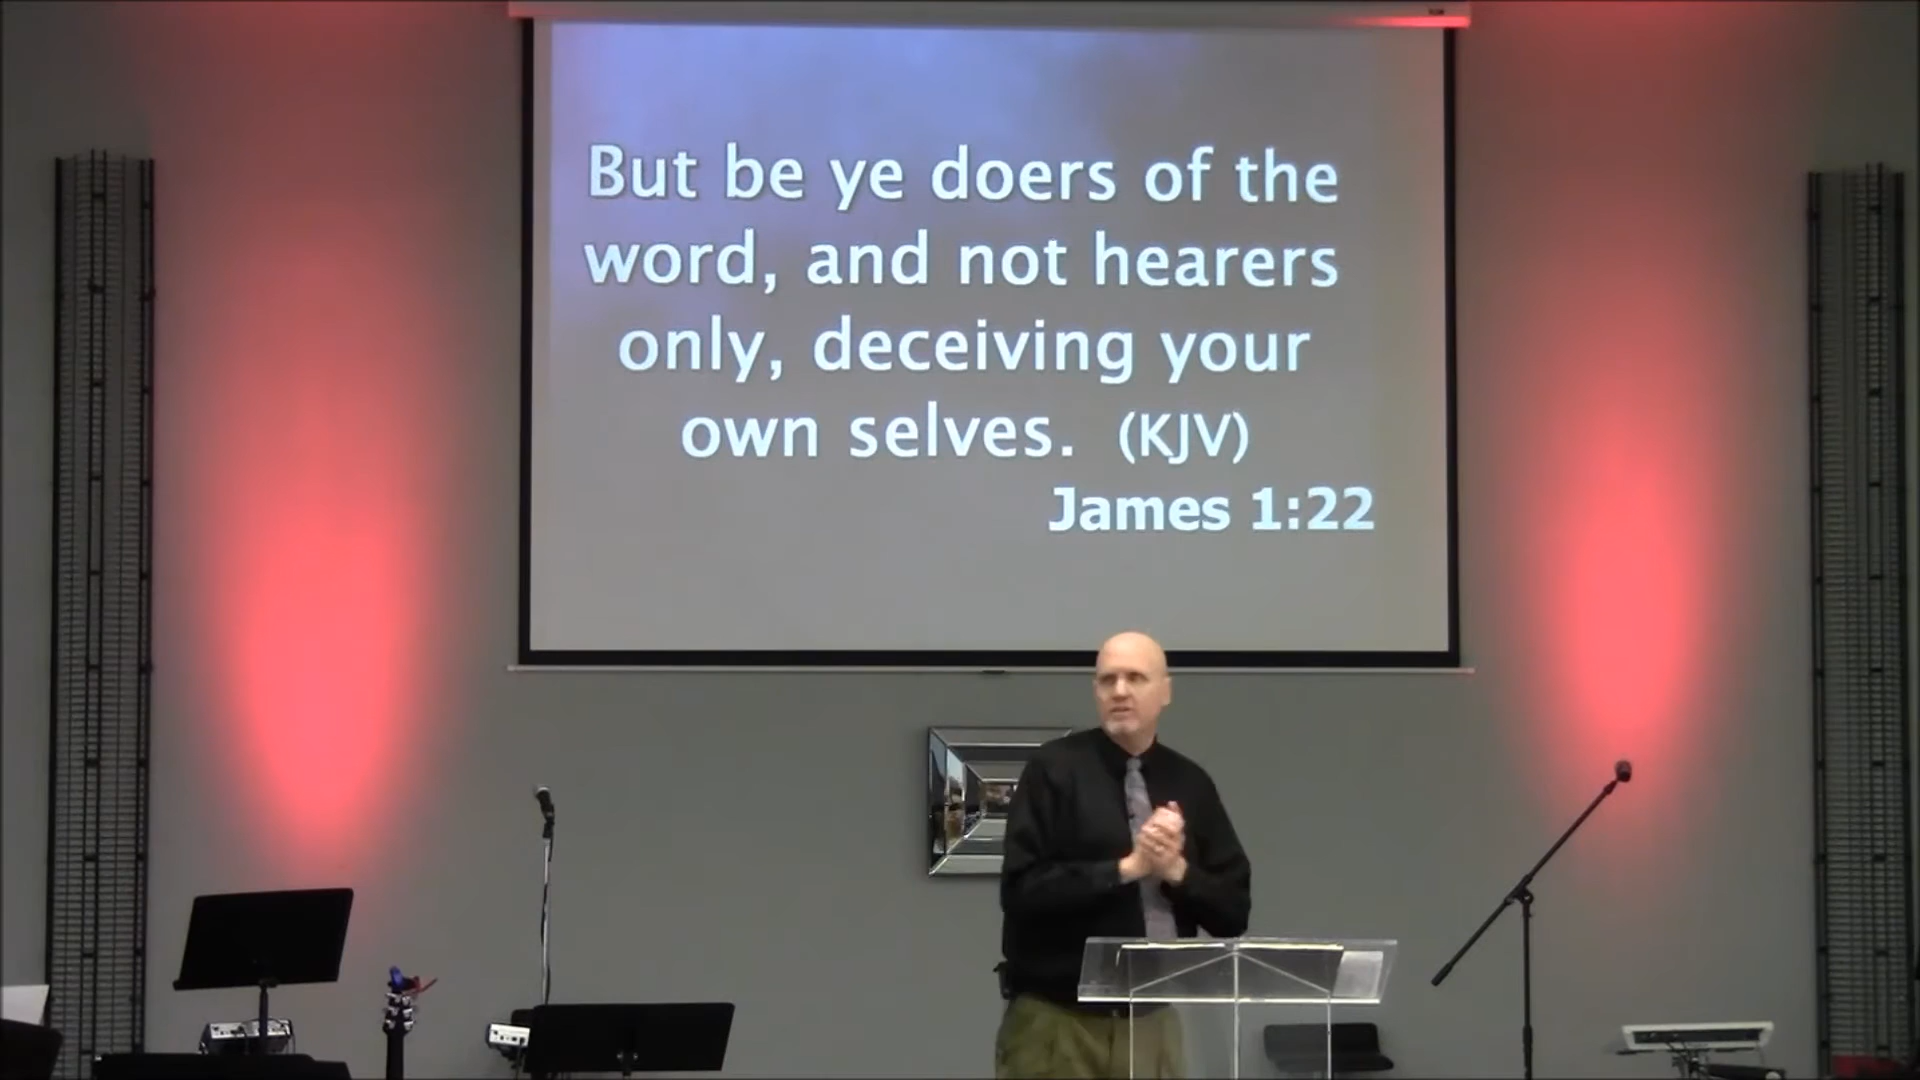 But be ye doers of the
word, and not hearers
only, deceiving your
own selves. (KJV)
James 1:22